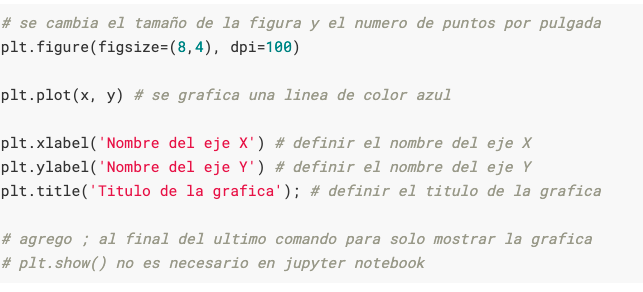 # se cambia el tamaño de la figura y el numero de puntos por pulgada
plt.figure(figsize=(8,4), dpi=100)
plt.plot(x, y) # se grafica una linea de color azul
plt.xlabel('Nombre del eje X') # definir el nombre del eje X
plt.ylabel('Nombre del eje Y') # definir el nombre del eje Y
plt.title('Titulo de la grafica'); # definir el titulo de la grafica
# agrego ; al final del ultimo comando para solo mostrar la grafica
# plt.show() no es necesario en jupyter notebook